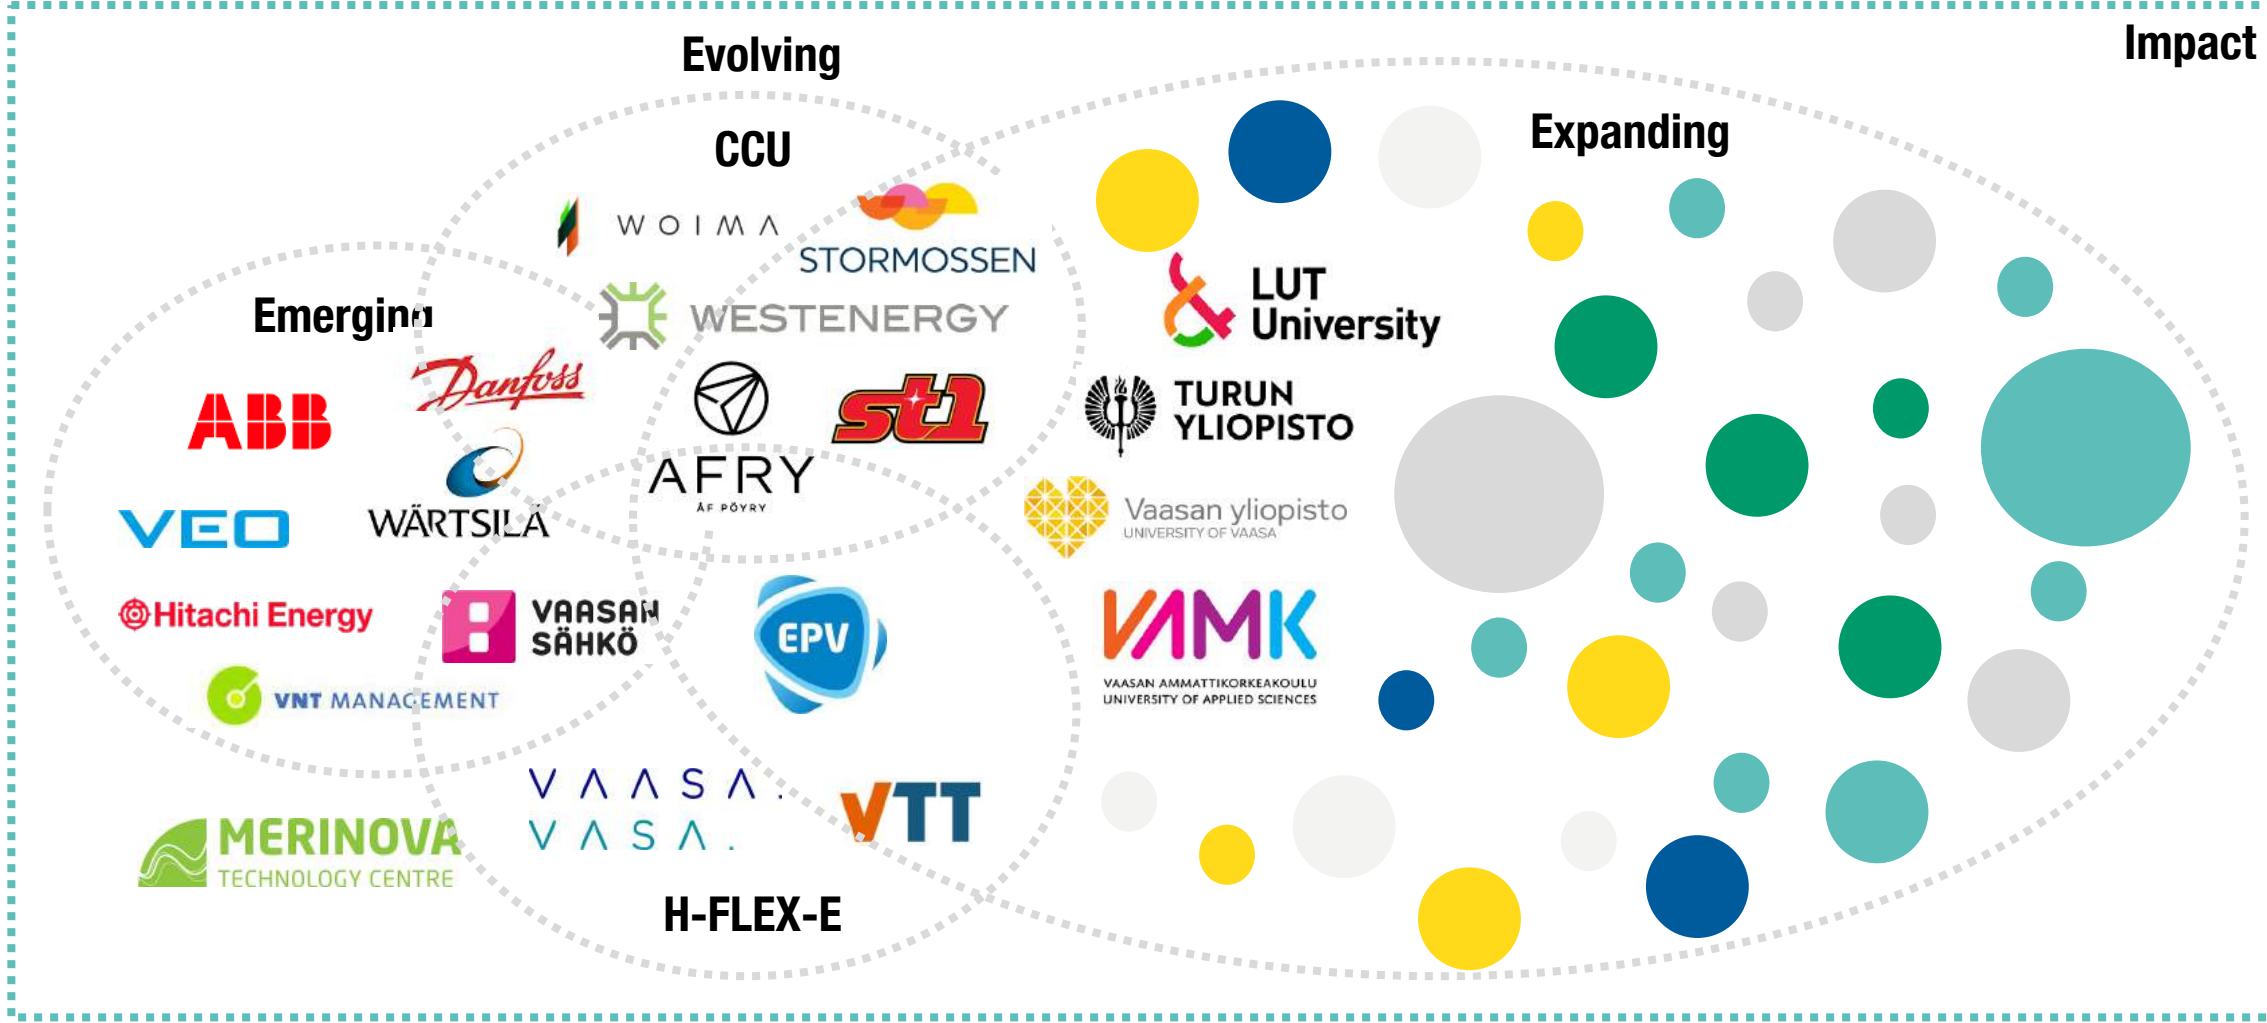 Impact
Evolving
Expanding
CCU
WOIMA
STORMOSSEN
WESTENERGY
LUT
University
Emerging
Danfoss
ABB
st1
TURUN
YLIOPISTO
AFRY
ÅF PÖYRY
WÄRTSILÄ
VEO
Vaasan yliopisto
UNIVERSITY OF VAASA
Hitachi Energy
VAASAN
SÄHKÖ
EPV
VAMK
VAASAN AMMATTIKORKEAKOULU
UNIVERSITY OF APPLIED SCIENCES
VNT MANAGEMENT
VAASA.
VASA.
VTT
MERINOVA
TECHNOLOGY CENTRE
H-FLEX-E